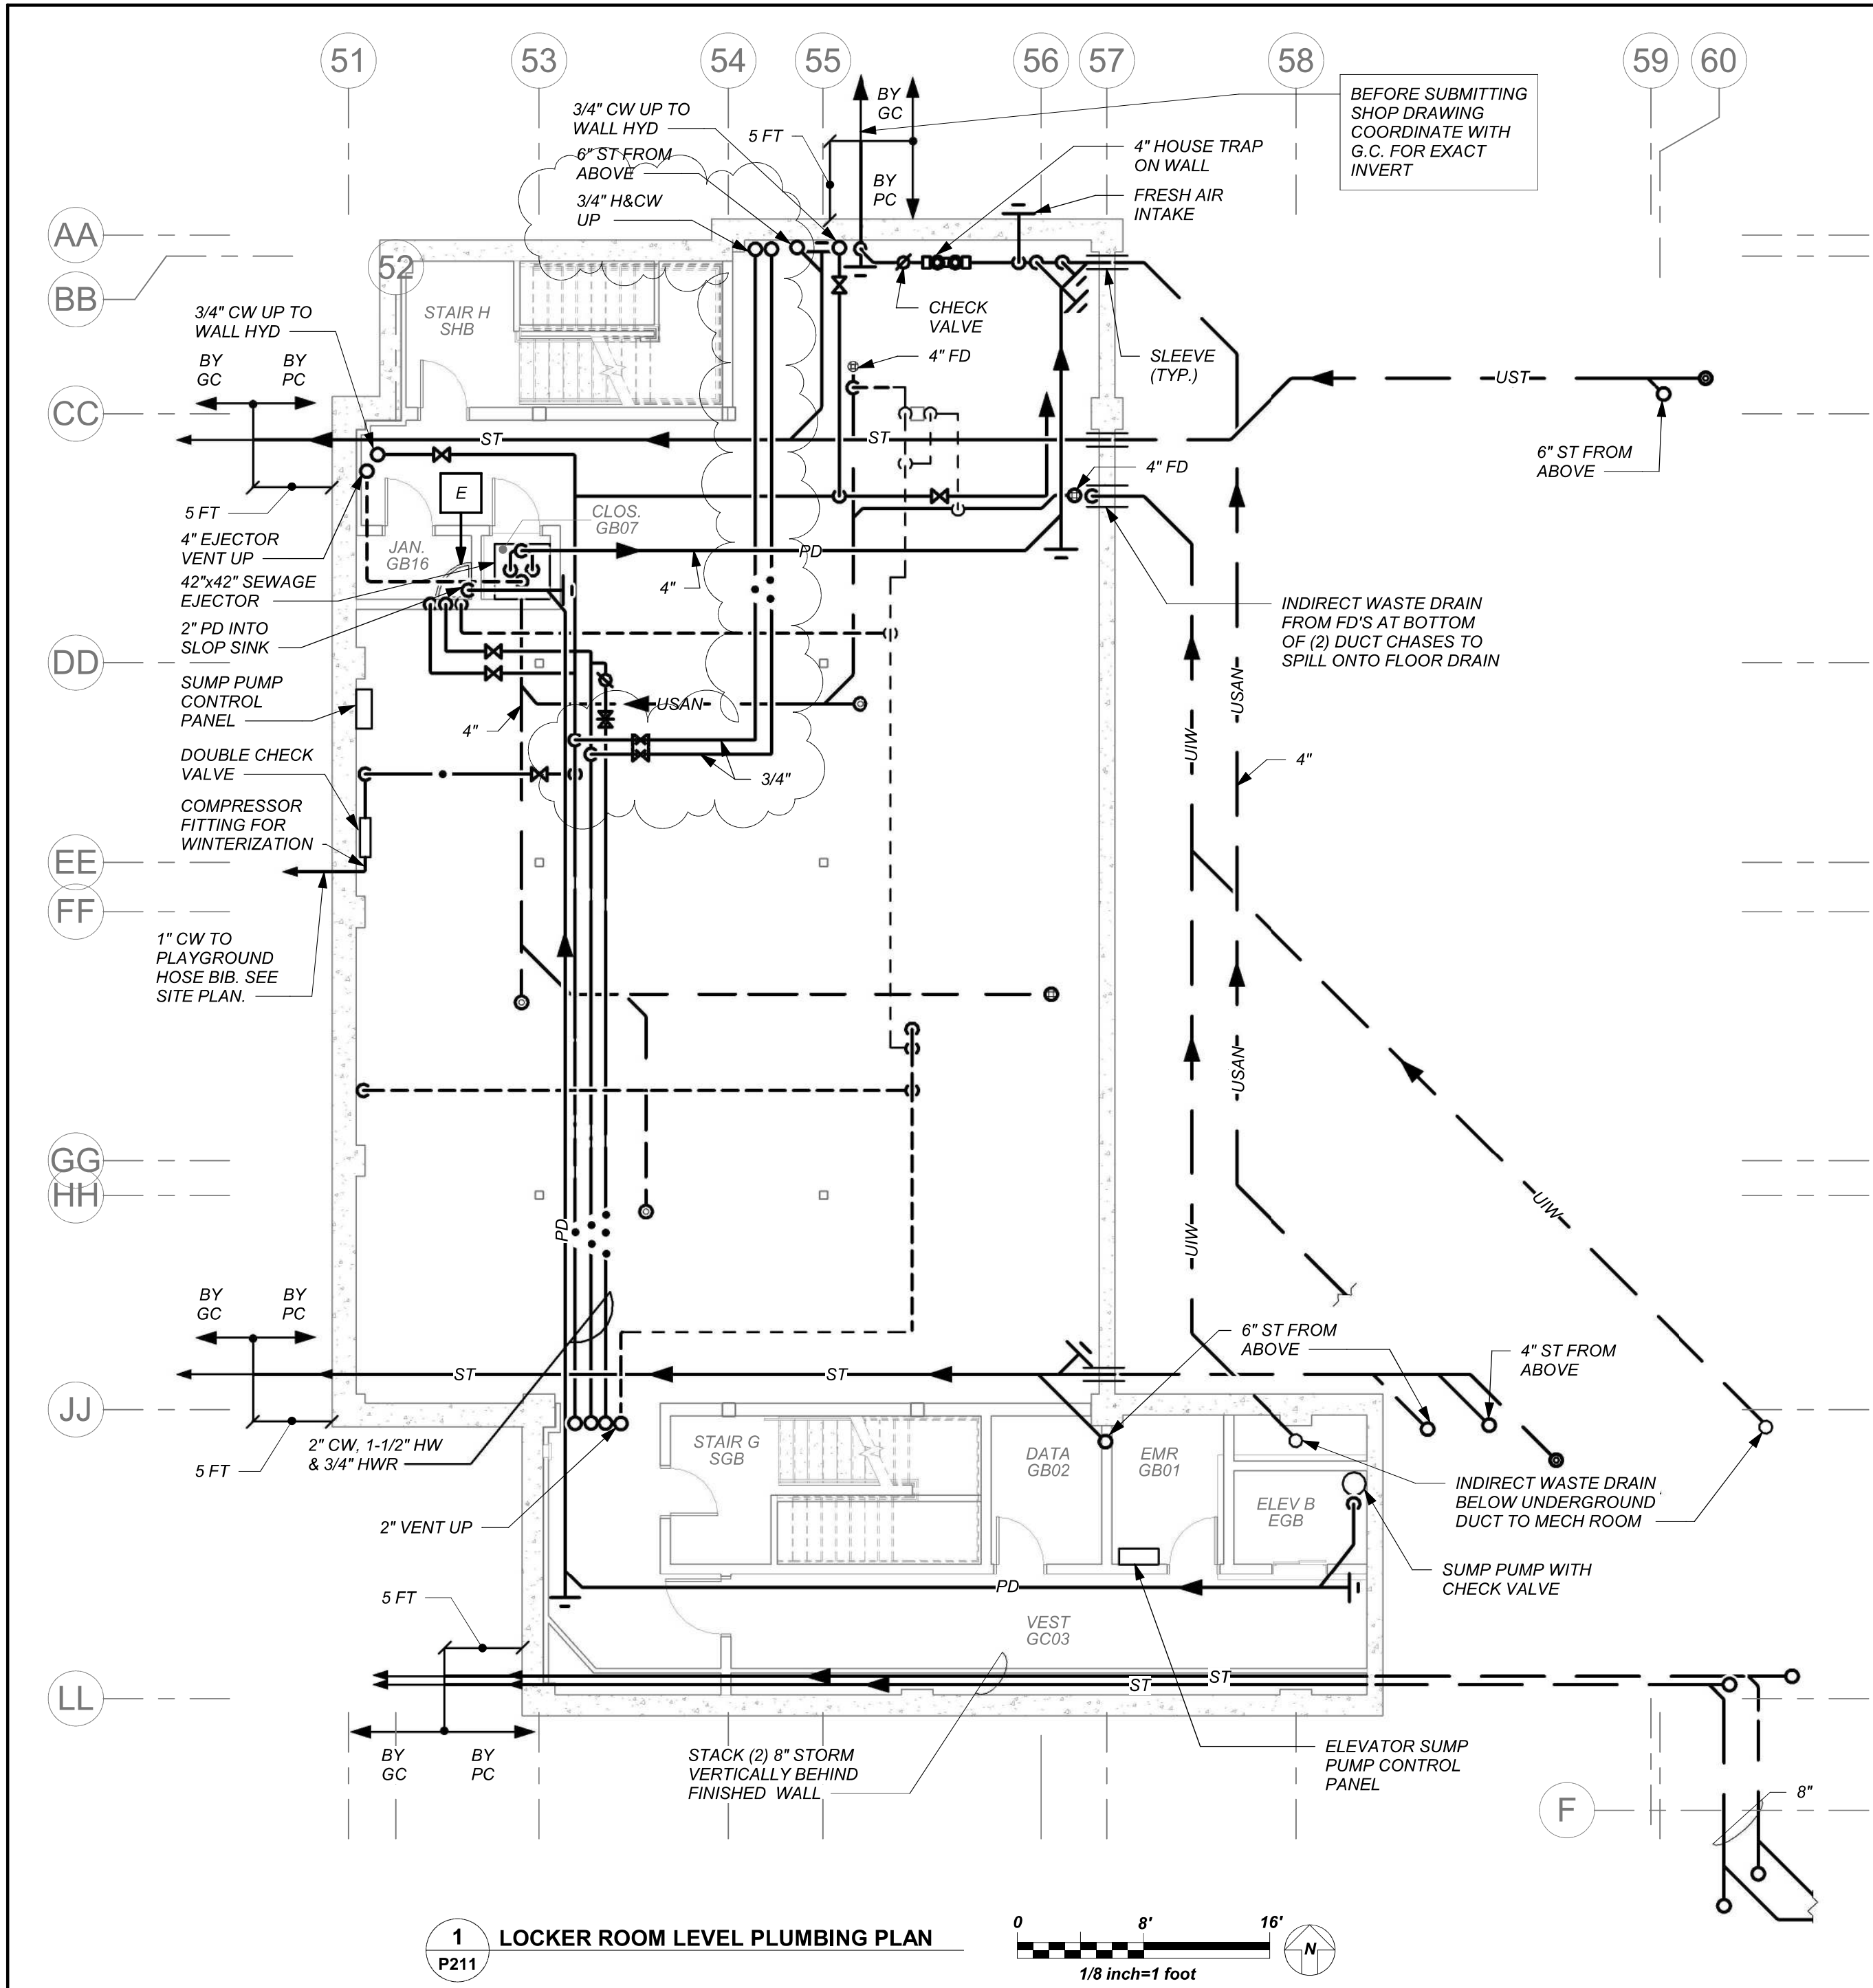 51
53
54
55
56
57
58
59
60
3/4" CW UP TO
WALL HYD
6" ST FROM
ABOVE
3/4" H&CW
UP
5 FT
BY
GC
BY
PC
BEFORE SUBMITTING
SHOP DRAWING
COORDINATE WITH
G.C. FOR EXACT
INVERT
4" HOUSE TRAP
ON WALL
FRESH AIR
INTAKE
AA
BB
52
STAIR H
SHB
3/4" CW UP TO
WALL HYD
BY
GC
BY
PC
CHECK
VALVE
4" FD
SLEEVE
(TYP.)
UST
CC
ST
ST
6" ST FROM
ABOVE
4" FD
5 FT
E
CLOS.
GB07
4" EJECTOR
VENT UP
JAN.
GB16
PD
42"x42" SEWAGE
EJECTOR
4"
INDIRECT WASTE DRAIN
FROM FD'S AT BOTTOM
OF (2) DUCT CHASES TO
SPILL ONTO FLOOR DRAIN
2" PD INTO
SLOP SINK
DD
SUMP PUMP
CONTROL
PANEL
USAN
USAN
4"
UIW
DOUBLE CHECK
VALVE
3/4"
4"
COMPRESSOR
FITTING FOR
WINTERIZATION
EE
FF
1" CW TO
PLAYGROUND
HOSE BIB. SEE
SITE PLAN.
USAN
GG
HH
UIW
UIW
PD
BY
GC
BY
PC
6" ST FROM
ABOVE
4" ST FROM
ABOVE
ST
ST
JJ
5 FT
2" CW, 1-1/2" HW
& 3/4" HWR
STAIR G
SGB
DATA
GB02
EMR
GB01
ELEV B
EGB
INDIRECT WASTE DRAIN
BELOW UNDERGROUND
DUCT TO MECH ROOM
2" VENT UP
SUMP PUMP WITH
CHECK VALVE
PD
5 FT
VEST
GC03
ST
ST
LL
BY
GC
BY
PC
STACK (2) 8" STORM
VERTICALLY BEHIND
FINISHED WALL
ELEVATOR SUMP
PUMP CONTROL
PANEL
F
8"
1
P211
LOCKER ROOM LEVEL PLUMBING PLAN
0
8'
16'
1/8 inch=1 foot
N